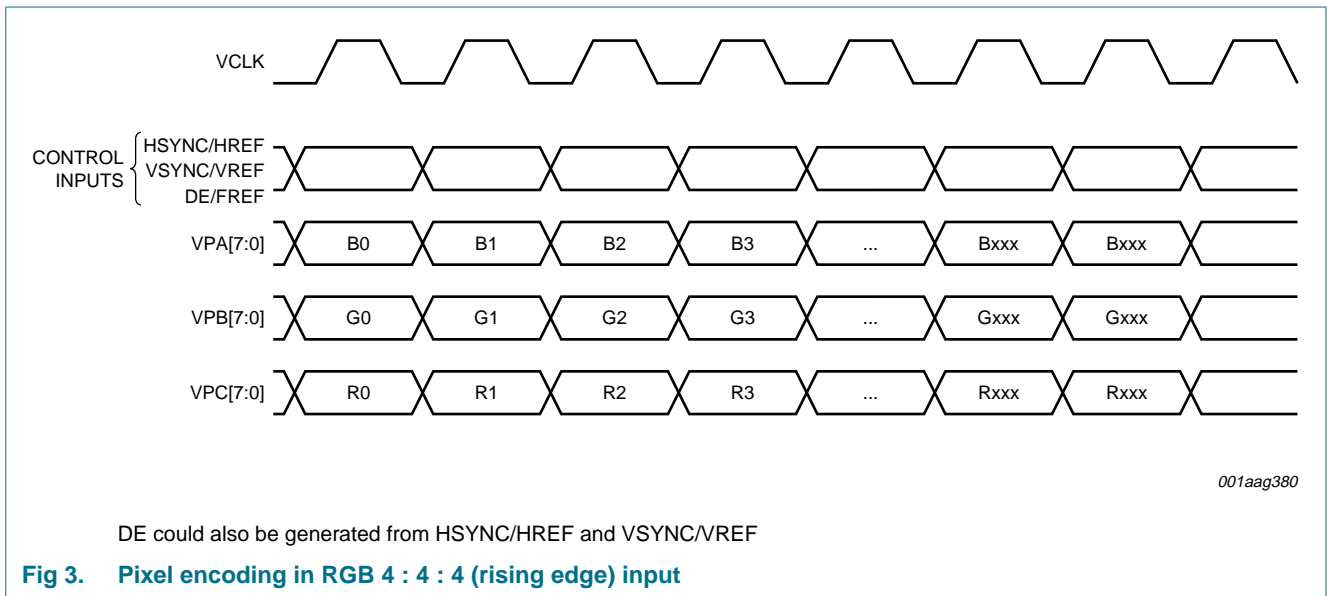 VCLK
CONTROL INPUTS
HSYNC/HREF
VSYNC/VREF
DE/FREF
VPA[7:0] B0 B1 B2 B3 ... Bxxx Bxxx
VPB[7:0] G0 G1 G2 G3 ... Gxxx Gxxx
VPC[7:0] R0 R1 R2 R3 ... Rxxx Rxxx
001aag380
DE could also be generated from HSYNC/HREF and VSYNC/VREF
Fig 3. Pixel encoding in RGB 4 : 4 : 4 (rising edge) input